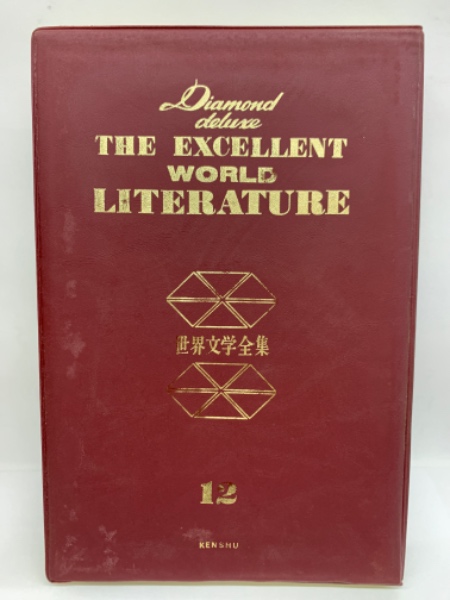 Diamond
deluxe
THE EXCELLENT
WORLD
LITERATURE
世界文学全集
12
KENSHU